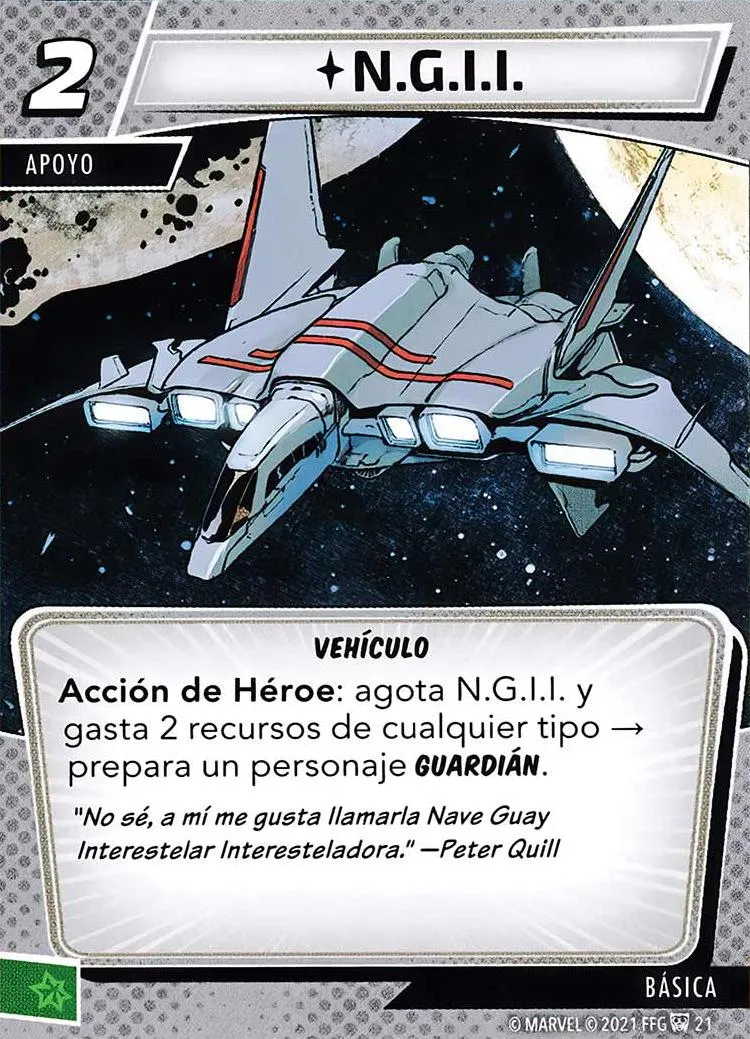 2
N.G.I.I.
APOYO
VEHÍCULO
Acción de Héroe: agota N.G.I.I. y
gasta 2 recursos de cualquier tipo →
prepara un personaje GUARDIÁN.
"No sé, a mí me gusta llamarla Nave Guay
Interestelar Interesteladora." —Peter Quill
BÁSICA
© MARVEL © 2021 FFG 21